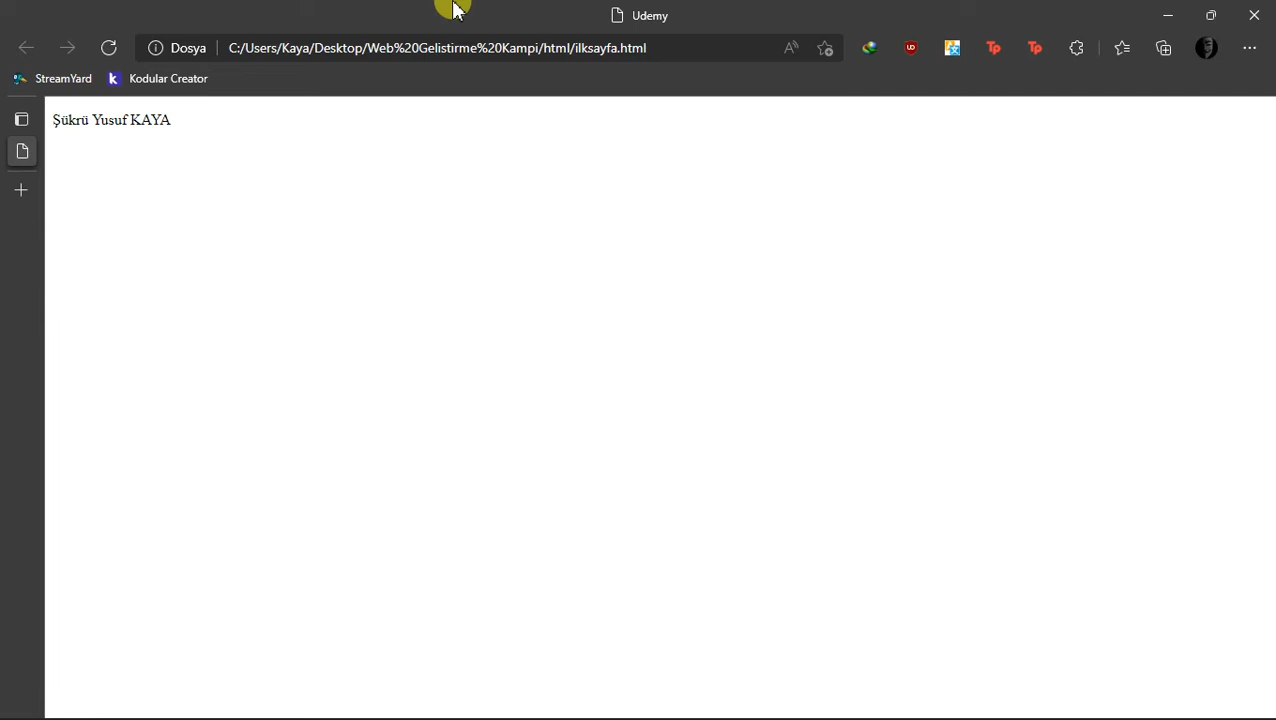 Udemy
Dosya C:/Users/Kaya/Desktop/Web%20Gelistirme%20Kampi/html/ilksayfa.html
StreamYard Kodular Creator
Şükrü Yusuf KAYA